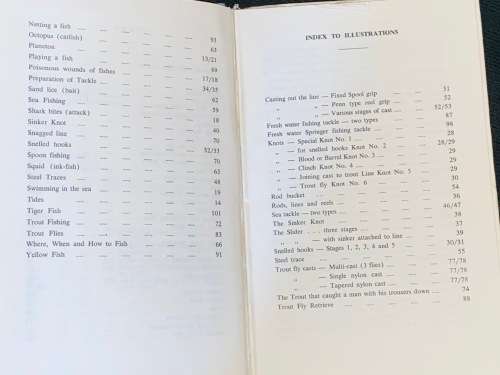 Netting a fish
Octopus (catfish) 93
Plankton 63
Playing a fish 13/21
Poisonous wounds of fishes 89
Preparation of Tackle 17/18
Sand lice (bait) 34/35
Sea Fishing 62
Shark bites (attack) 58
Sinker Knot 18
Snagged line 40
Snelled hooks 30
Spoon fishing 52/53
Squid (ink-fish) 70
Steel Traces 48
Swimming in the sea 19
Tides 14
Tiger Fish 101
Trout Fishing 72
Trout Flies 83
Where, When and How to Fish 66
Yellow Fish 91
INDEX TO ILLUSTRATIONS
Casting out the line — Fixed Spool grip 51
„ „ — Penn type reel grip 52
„ „ — Various stages of cast 52/53
Fresh water fishing tackle — two types 87
Fresh water Springer fishing tackle 96
Knots — Special Knot No. 1 28
„ — for snelled hooks Knot No. 2 28/29
„ — Blood or Barrel Knot No. 3 29
„ — Clinch Knot No. 4 29
„ — Joining cast to trout Line Knot No. 5 29
„ — Trout fly Knot No. 6 30
Rod bucket 54
Rods, lines and reels 36
Sea tackle — two types 46/47
The Sinker Knot 38
The Slider . . . three stages 37
„ „ — with sinker attached to line 39
Snelled hooks — Stages 1, 2, 3, 4 and 5 30/31
Steel trace 55
Trout fly casts — Multi-cast (3 flies) 77/78
„ — Single nylon cast 77/78
„ — Tapered nylon cast 77/78
The Trout that caught a man with his trousers down 74
Trout Fly Retrieve 88